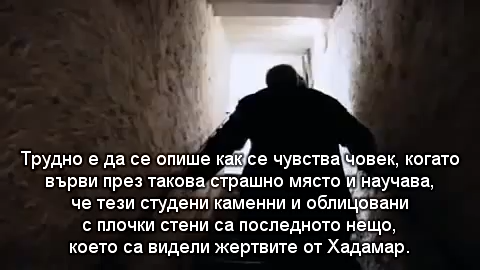 Трудно е да се опише как се чувства човек, когато
върви през такова страшно място и научава,
че тези студени каменни и облицовани
с плочки стени са последното нещо,
което са видели жертвите от Хадамар.